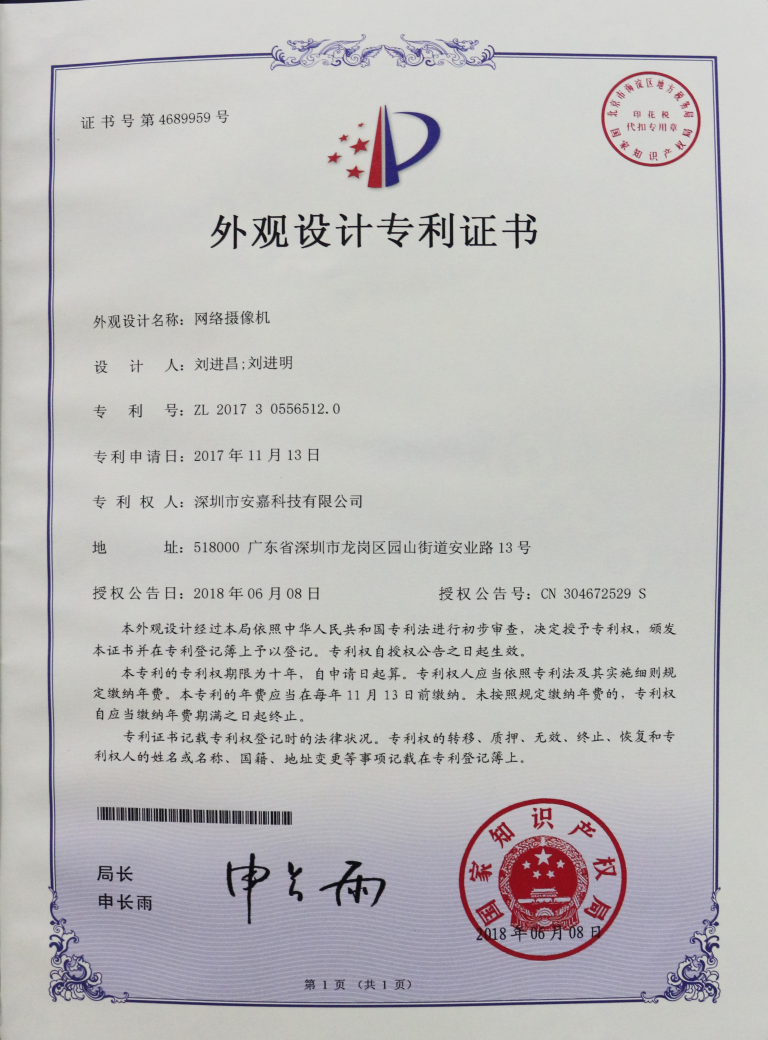 证书号第4689959号
北京市海淀区地方税务局
印花税
代扣专用章
国家知识产权局
外观设计专利证书
外观设计名称：网络摄像机
设计人：刘进昌;刘进明
专利号：ZL 2017 3 0556512.0
专利申请日：2017年11月13日
专利权人：深圳市安嘉科技有限公司
地址：518000 广东省深圳市龙岗区园山街道安业路13号
授权公告日：2018年06月08日 授权公告号：CN 304672529 S
本外观设计经过本局依照中华人民共和国专利法进行初步审查，决定授予专利权，颁发
本证书并在专利登记簿上予以登记。专利权自授权公告之日起生效。
本专利的专利权期限为十年，自申请日起算。专利权人应当依照专利法及其实施细则规
定缴纳年费。本专利的年费应当在每年11月13日前缴纳。未按照规定缴纳年费的，专利权
自应当缴纳年费期满之日起终止。
专利证书记载专利权登记时的法律状况。专利权的转移、质押、无效、终止、恢复和专
利权人的姓名或名称、国籍、地址变更等事项记载在专利登记簿上。
局长
申长雨
申长雨
国家知识产权局
2018年06月08日
第1页（共1页）